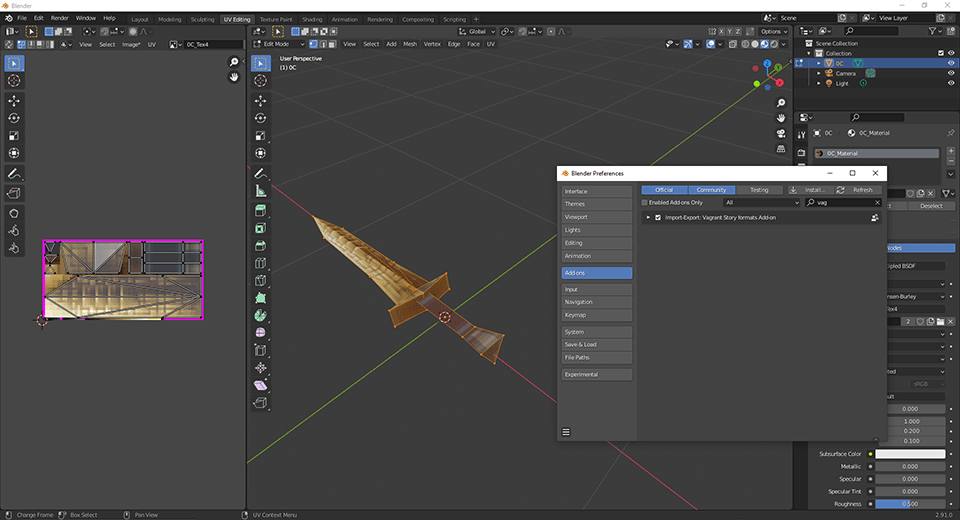 Blender
File Edit Render Window Help Layout Modeling Sculpting UV Editing Texture Paint Shading Animation Rendering Compositing Scripting Scene View Layer
View Select Image* UV 0C_Tex4
Global Options
Edit Mode View Select Add Mesh Vertex Edge Face UV
User Perspective
(1) 0C
X Y Z
Scene Collection
Collection
0C
Camera
Light
0C 0C_Material
0C_Material
Deselect
Nodes
cipled BSDF
nsen-Burley
Tex4
2
sRGB
0.000
1.000
0.200
0.100
Subsurface Color
Metallic 0.000
Specular 0.000
Specular Tint 0.000
Roughness 0.500
Blender Preferences
Interface
Themes
Viewport
Lights
Editing
Animation
Add-ons
Input
Navigation
Keymap
System
Save & Load
File Paths
Experimental
Official Community Testing Install... Refresh
Enabled Add-ons Only All vag
Import-Export: Vagrant Story formats Add-on
Change Frame Box Select Pan View UV Context Menu 2.91.0